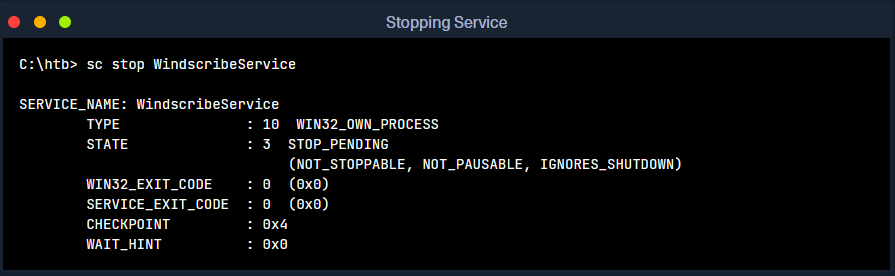 Stopping Service
C:\htb> sc stop WindscribeService
SERVICE_NAME: WindscribeService
TYPE : 10 WIN32_OWN_PROCESS
STATE : 3 STOP_PENDING
(NOT_STOPPABLE, NOT_PAUSABLE, IGNORES_SHUTDOWN)
WIN32_EXIT_CODE : 0 (0x0)
SERVICE_EXIT_CODE : 0 (0x0)
CHECKPOINT : 0x4
WAIT_HINT : 0x0